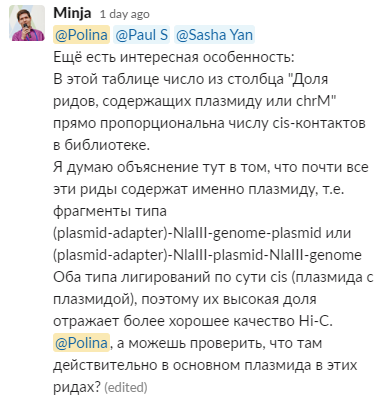 Minja 1 day ago
@Polina @Paul S @Sasha Yan
Ещё есть интересная особенность:
В этой таблице число из столбца "Доля
ридов, содержащих плазмиду или chrM"
прямо пропорциональна числу cis-контактов
в библиотеке.
Я думаю объяснение тут в том, что почти все
эти риды содержат именно плазмиду, т.е.
фрагменты типа
(plasmid-adapter)-NlaIII-genome-plasmid или
(plasmid-adapter)-NlaIII-plasmid-NlaIII-genome
Оба типа лигирований по сути cis (плазмида с
плазмидой), поэтому их высокая доля
отражает более хорошее качество Hi-C.
@Polina, а можешь проверить, что там
действительно в основном плазмида в этих
ридах? (edited)